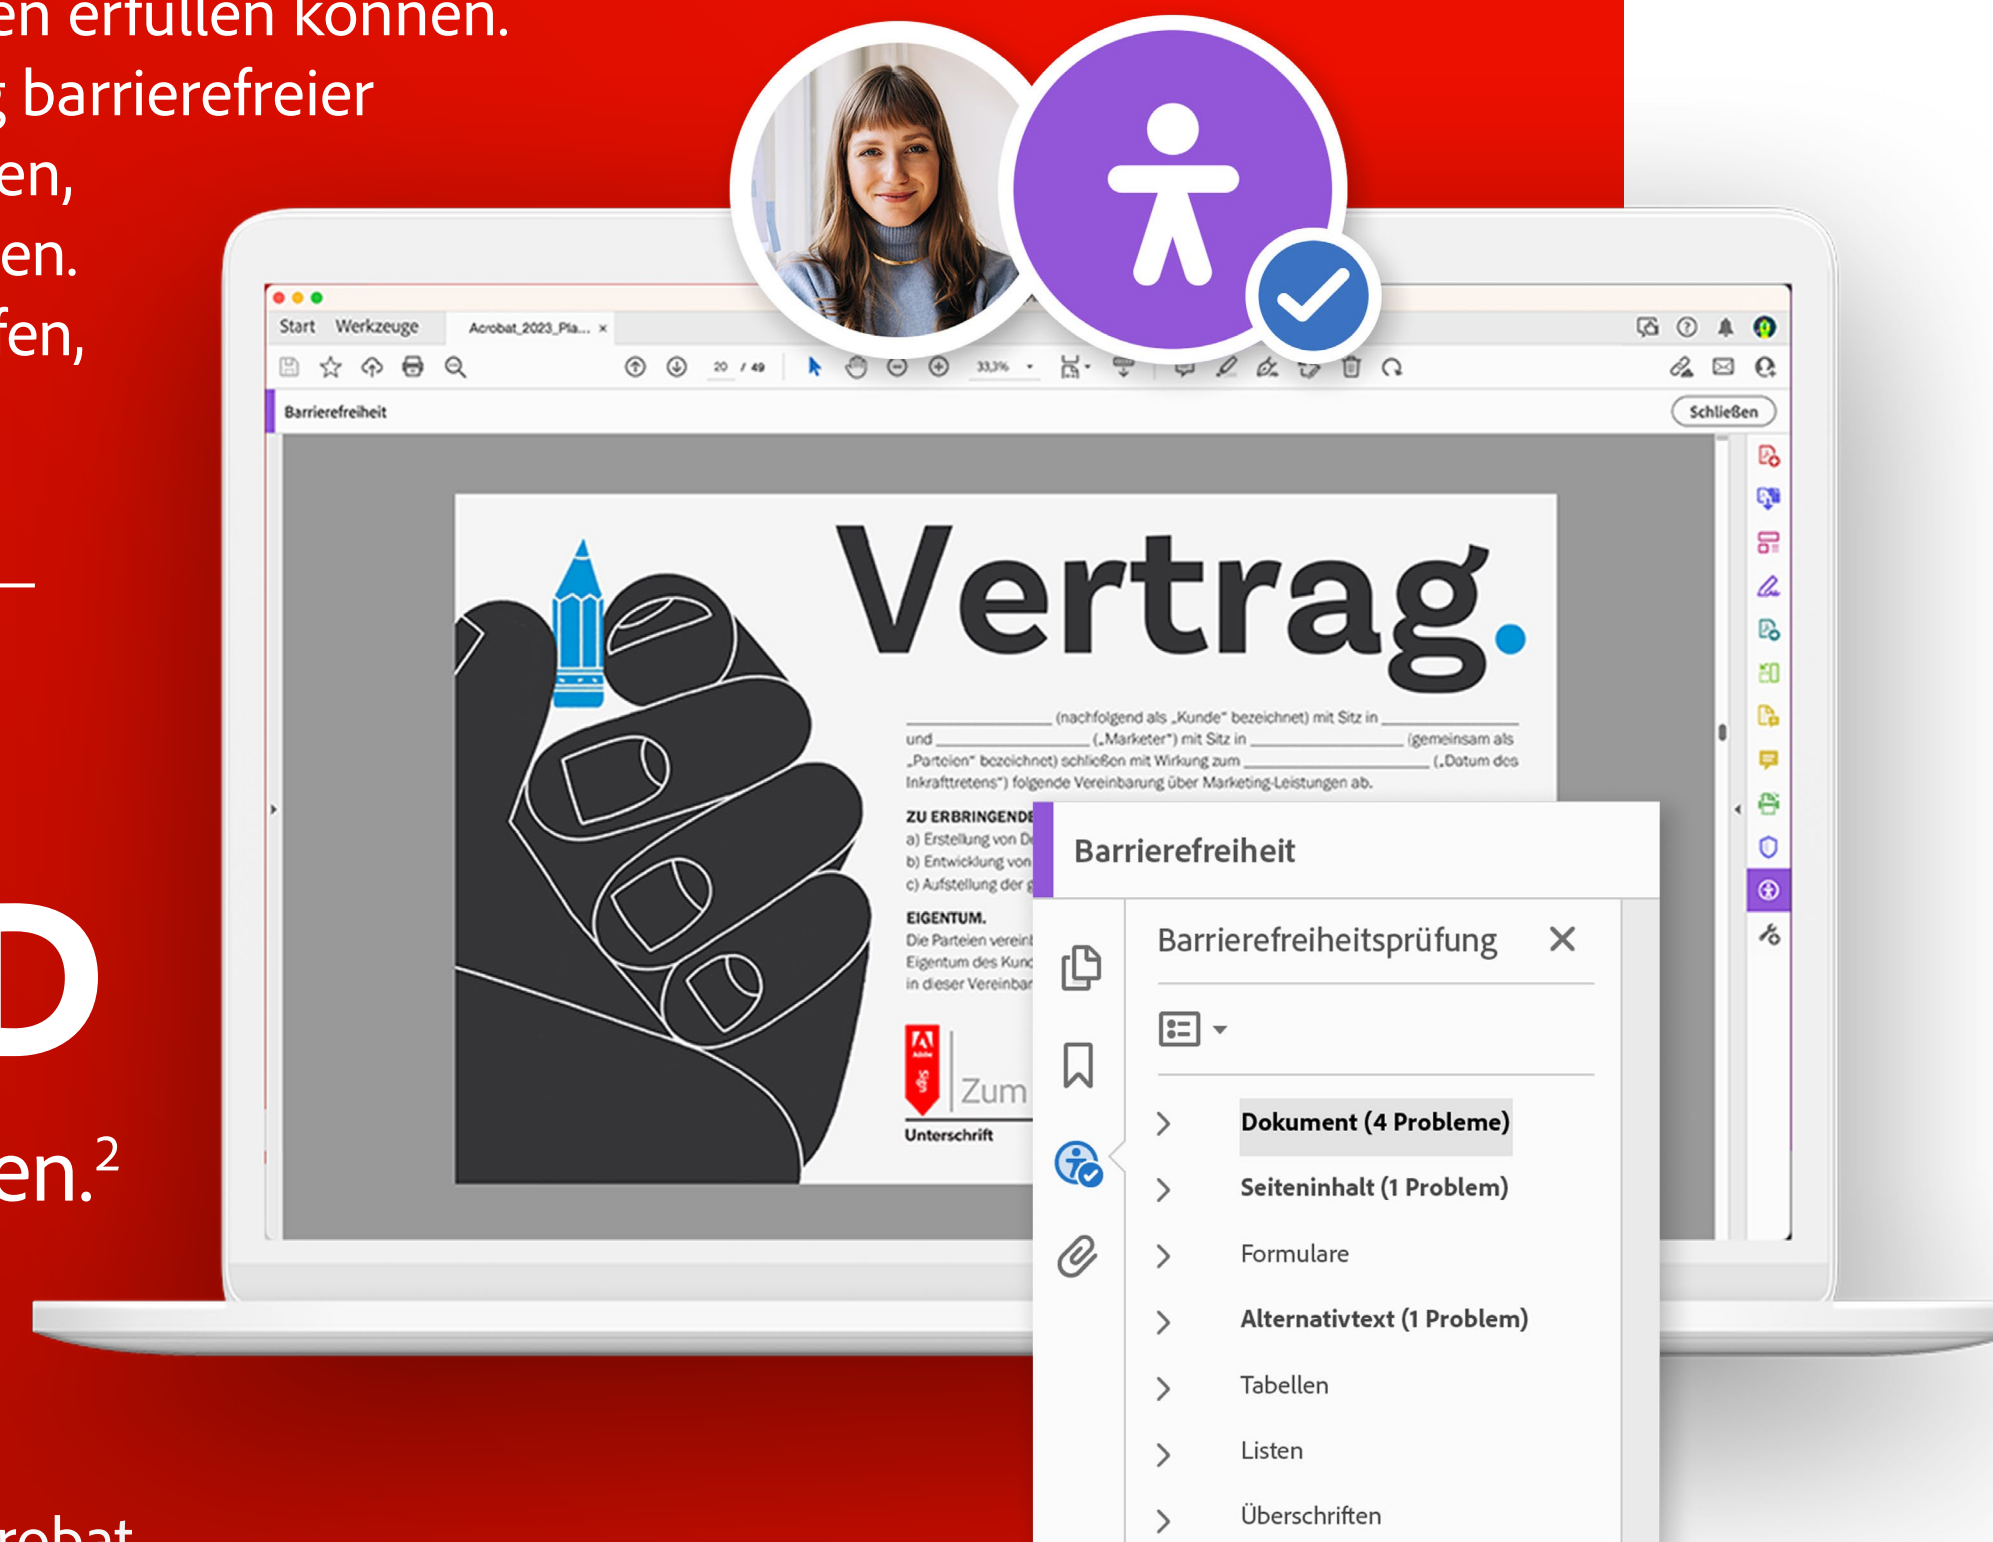 en erfüllen können.
g barrierefreier
en,
en.
fen,
D
en.²
robat
Start Werkzeuge Acrobat_2023_Pla... ×
20 / 49 33,3%
Barrierefreiheit Schließen
Vertrag.
(nachfolgend als „Kunde“ bezeichnet) mit Sitz in
und („Marketer“) mit Sitz in (gemeinsam als
„Parteien“ bezeichnet) schließen mit Wirkung zum („Datum des
Inkrafttretens“) folgende Vereinbarung über Marketing-Leistungen ab.
ZU ERBRINGENDE
a) Erstellung von De
b) Entwicklung von
c) Aufstellung der g
EIGENTUM.
Die Parteien vereinb
Eigentum des Kund
in dieser Vereinbar
Adobe
Sign
Zum
Unterschrift
Barrierefreiheit
Barrierefreiheitsprüfung
Dokument (4 Probleme)
Seiteninhalt (1 Problem)
Formulare
Alternativtext (1 Problem)
Tabellen
Listen
Überschriften